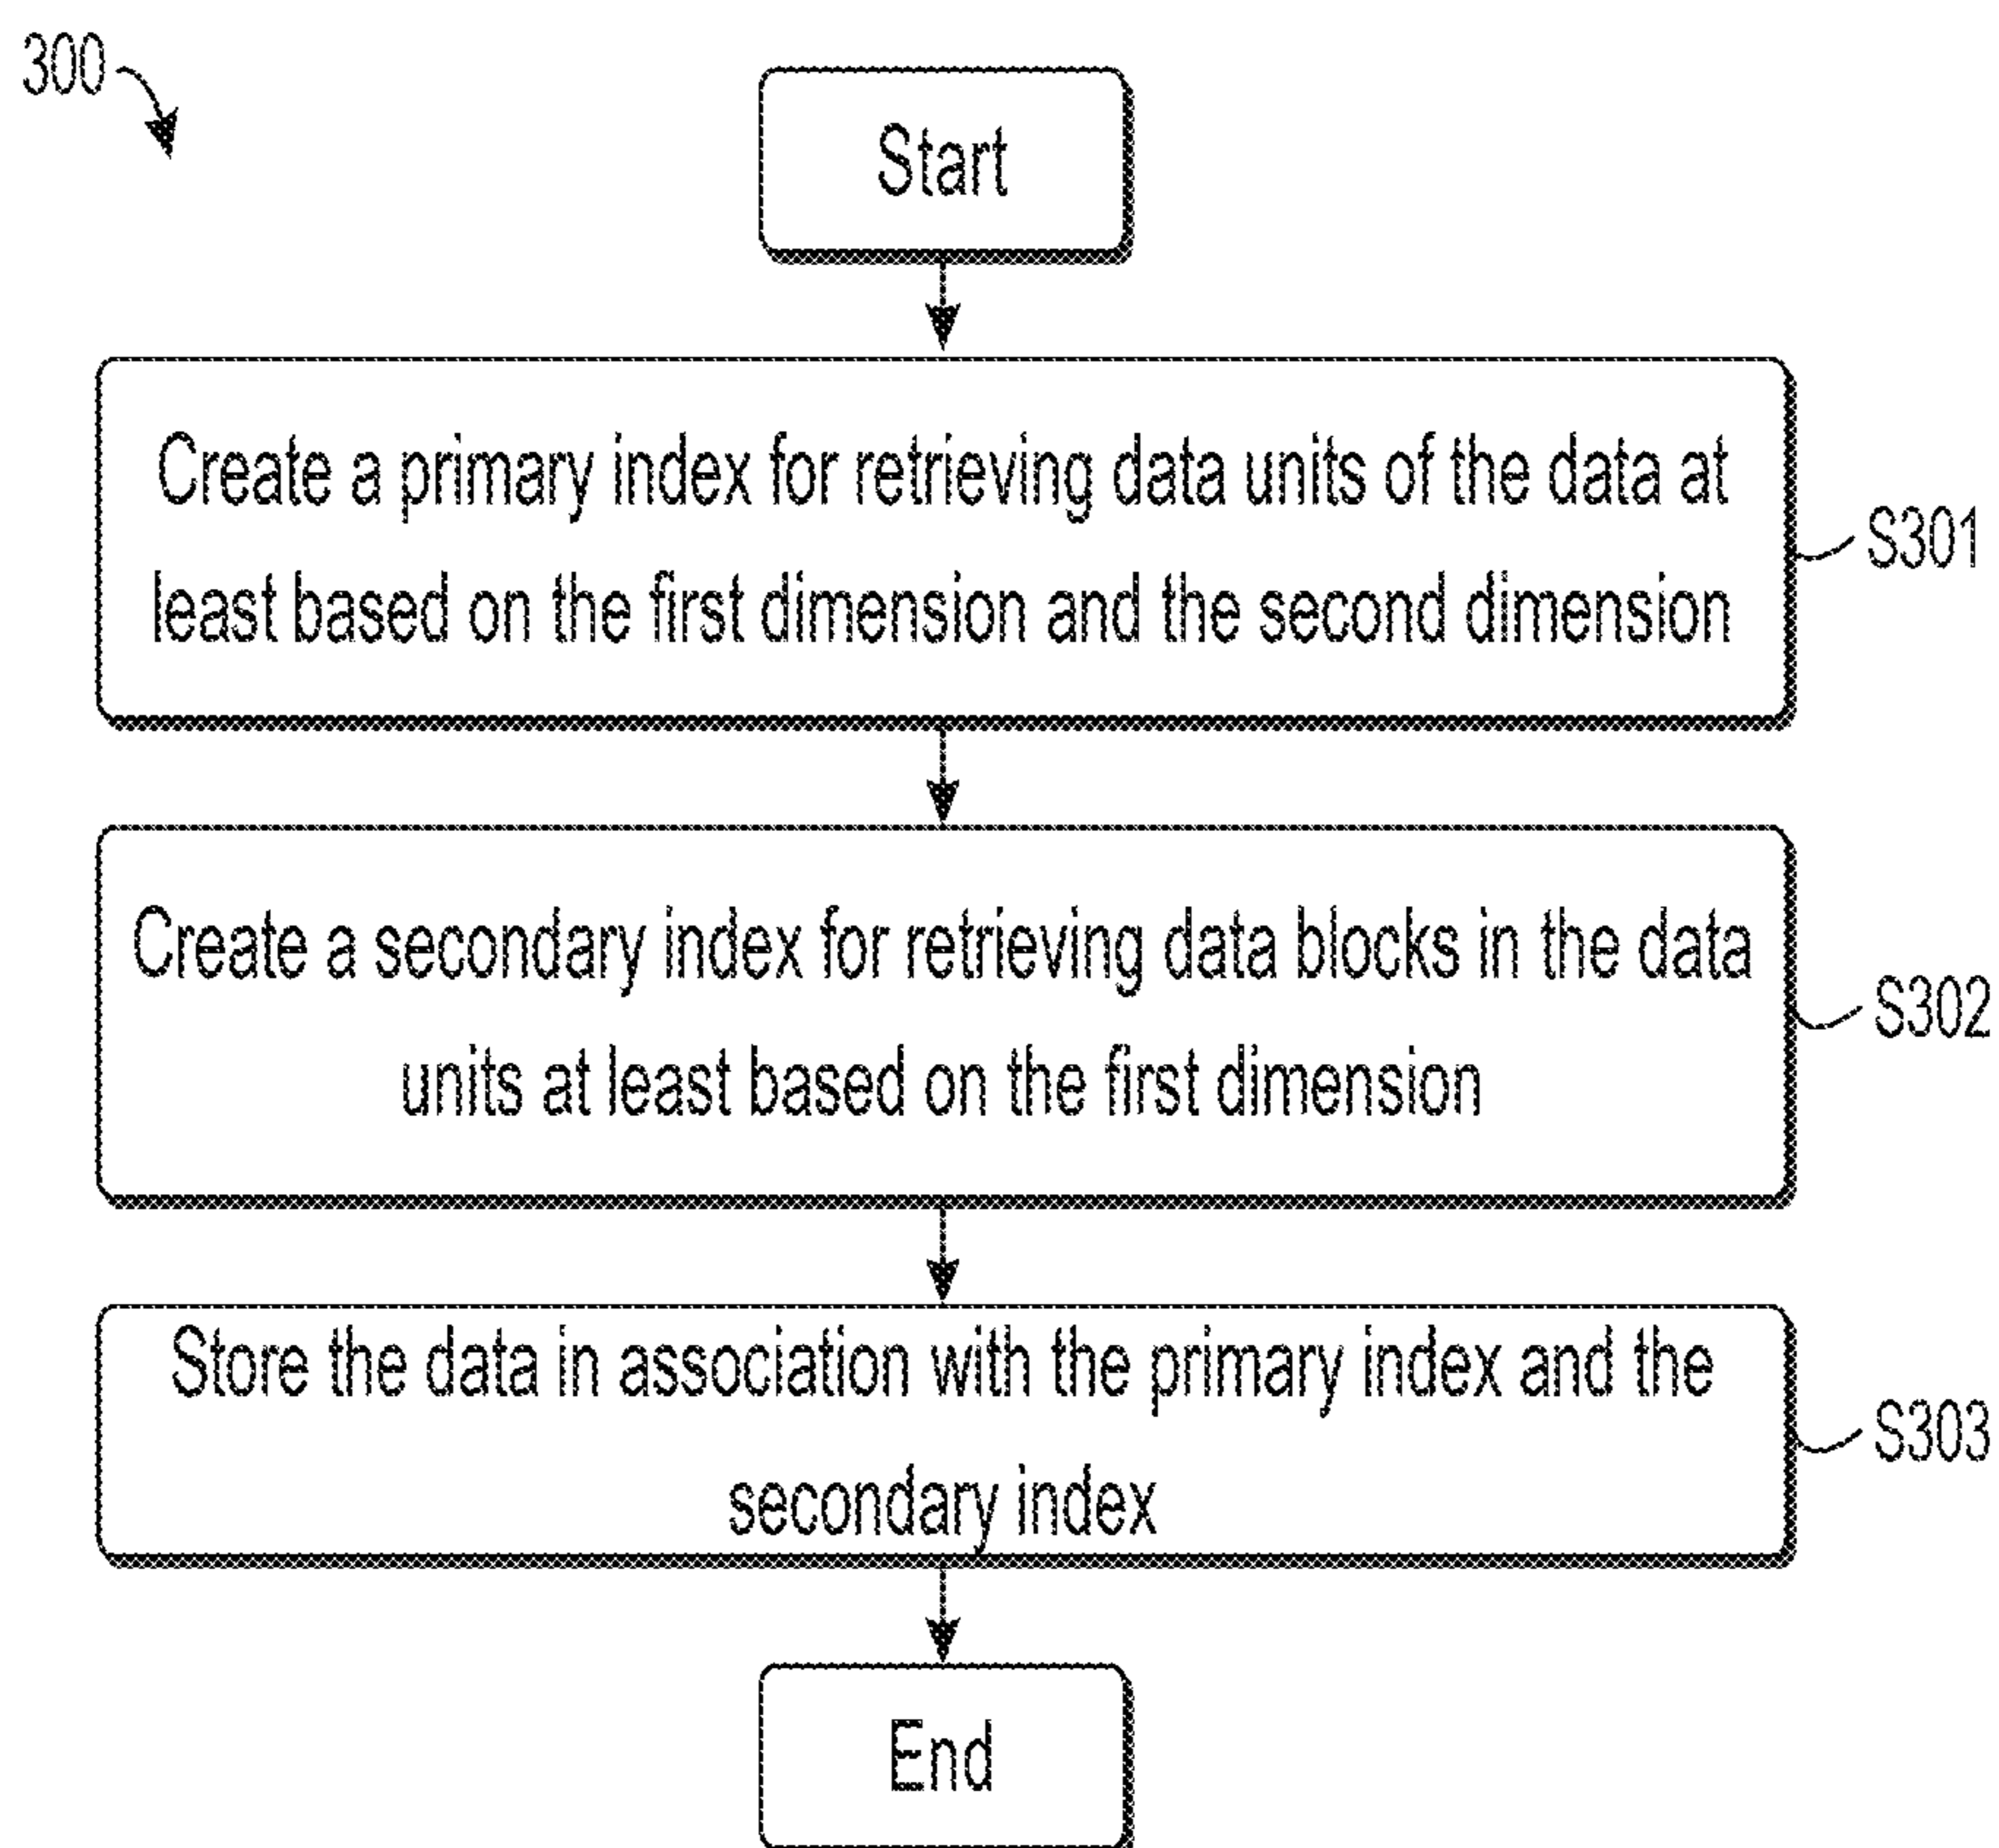 300
Start
Create a primary index for retrieving data units of the data at
least based on the first dimension and the second dimension
S301
Create a secondary index for retrieving data blocks in the data
units at least based on the first dimension
S302
Store the data in association with the primary index and the
secondary index
S303
End